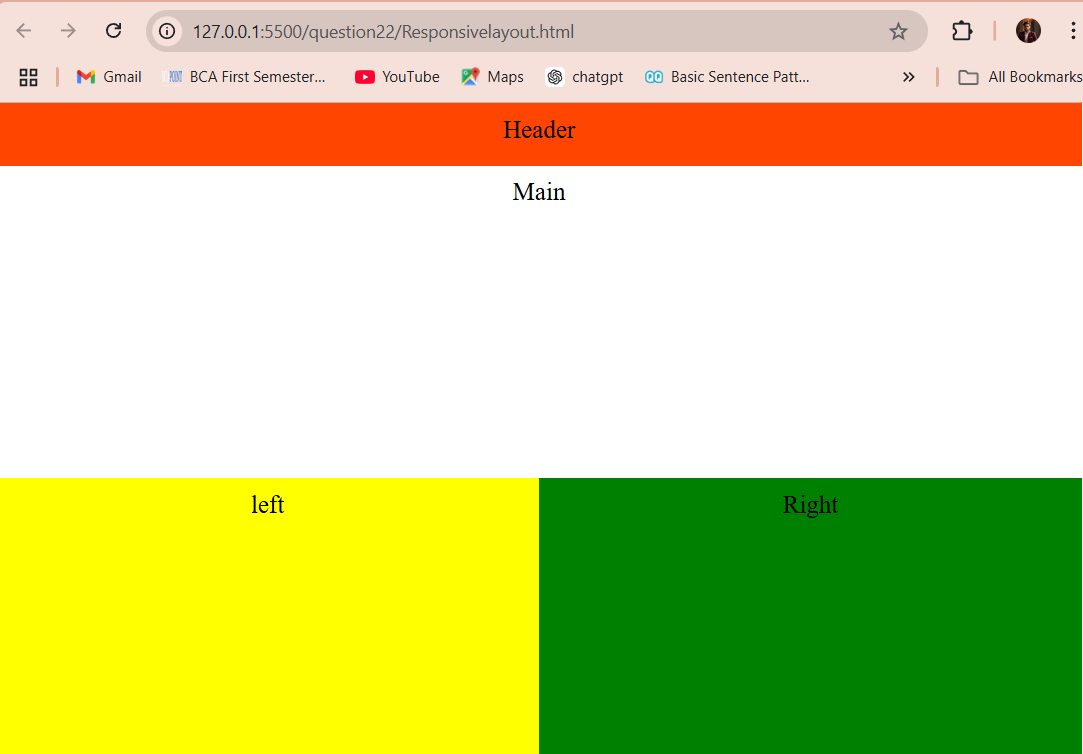 127.0.0.1:5500/question22/Responsivelayout.html
Gmail BCA First Semester... YouTube Maps chatgpt Basic Sentence Patt... » All Bookmarks
Header
Main
left Right